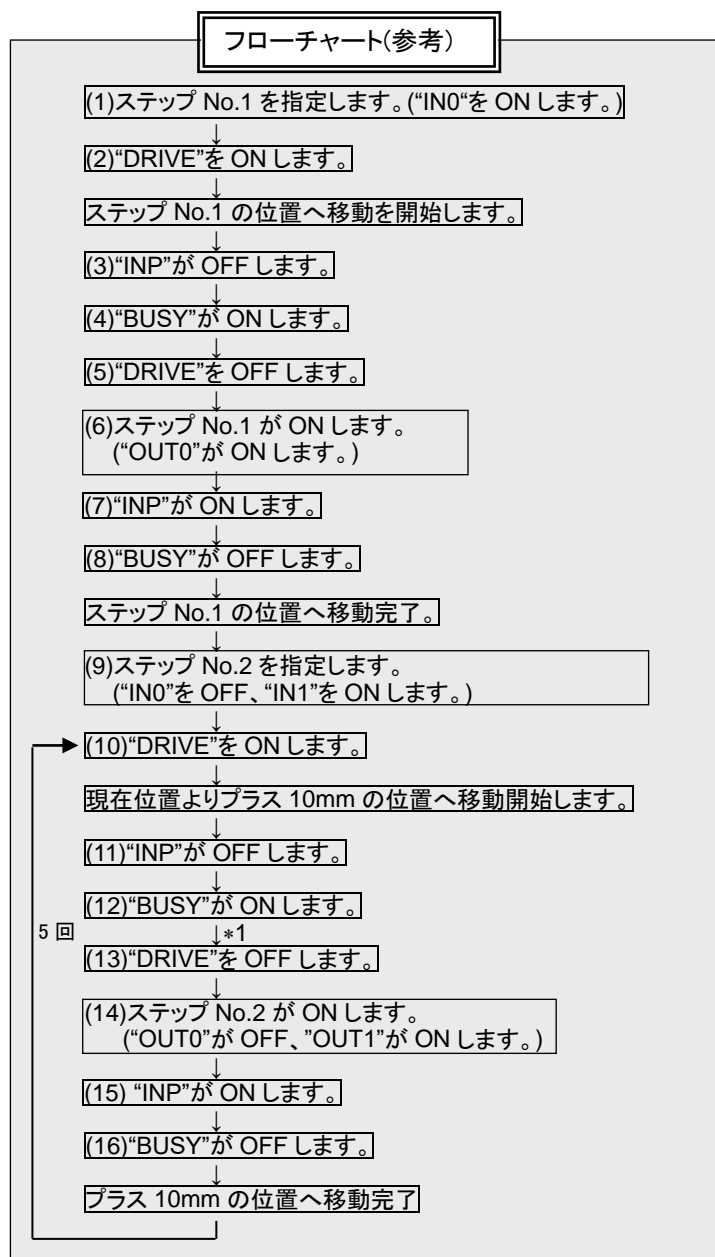 フローチャート(参考)
(1)ステップ No.1 を指定します。(“IN0“を ON します。)
↓
(2)“DRIVE”を ON します。
↓
ステップ No.1 の位置へ移動を開始します。
↓
(3)“INP”が OFF します。
↓
(4)“BUSY”が ON します。
↓
(5)“DRIVE”を OFF します。
↓
(6)ステップ No.1 が ON します。
(“OUT0”が ON します。)
↓
(7)“INP”が ON します。
↓
(8)“BUSY”が OFF します。
↓
ステップ No.1 の位置へ移動完了。
↓
(9)ステップ No.2 を指定します。
(“IN0”を OFF、“IN1”を ON します。)
↓
(10)“DRIVE”を ON します。
↓
現在位置よりプラス 10mm の位置へ移動開始します。
↓
(11)“INP”が OFF します。
↓
(12)“BUSY”が ON します。
5 回
↓*1
(13)“DRIVE”を OFF します。
↓
(14)ステップ No.2 が ON します。
(“OUT0”が OFF、”OUT1”が ON します。)
↓
(15) “INP”が ON します。
↓
(16)“BUSY”が OFF します。
↓
プラス 10mm の位置へ移動完了